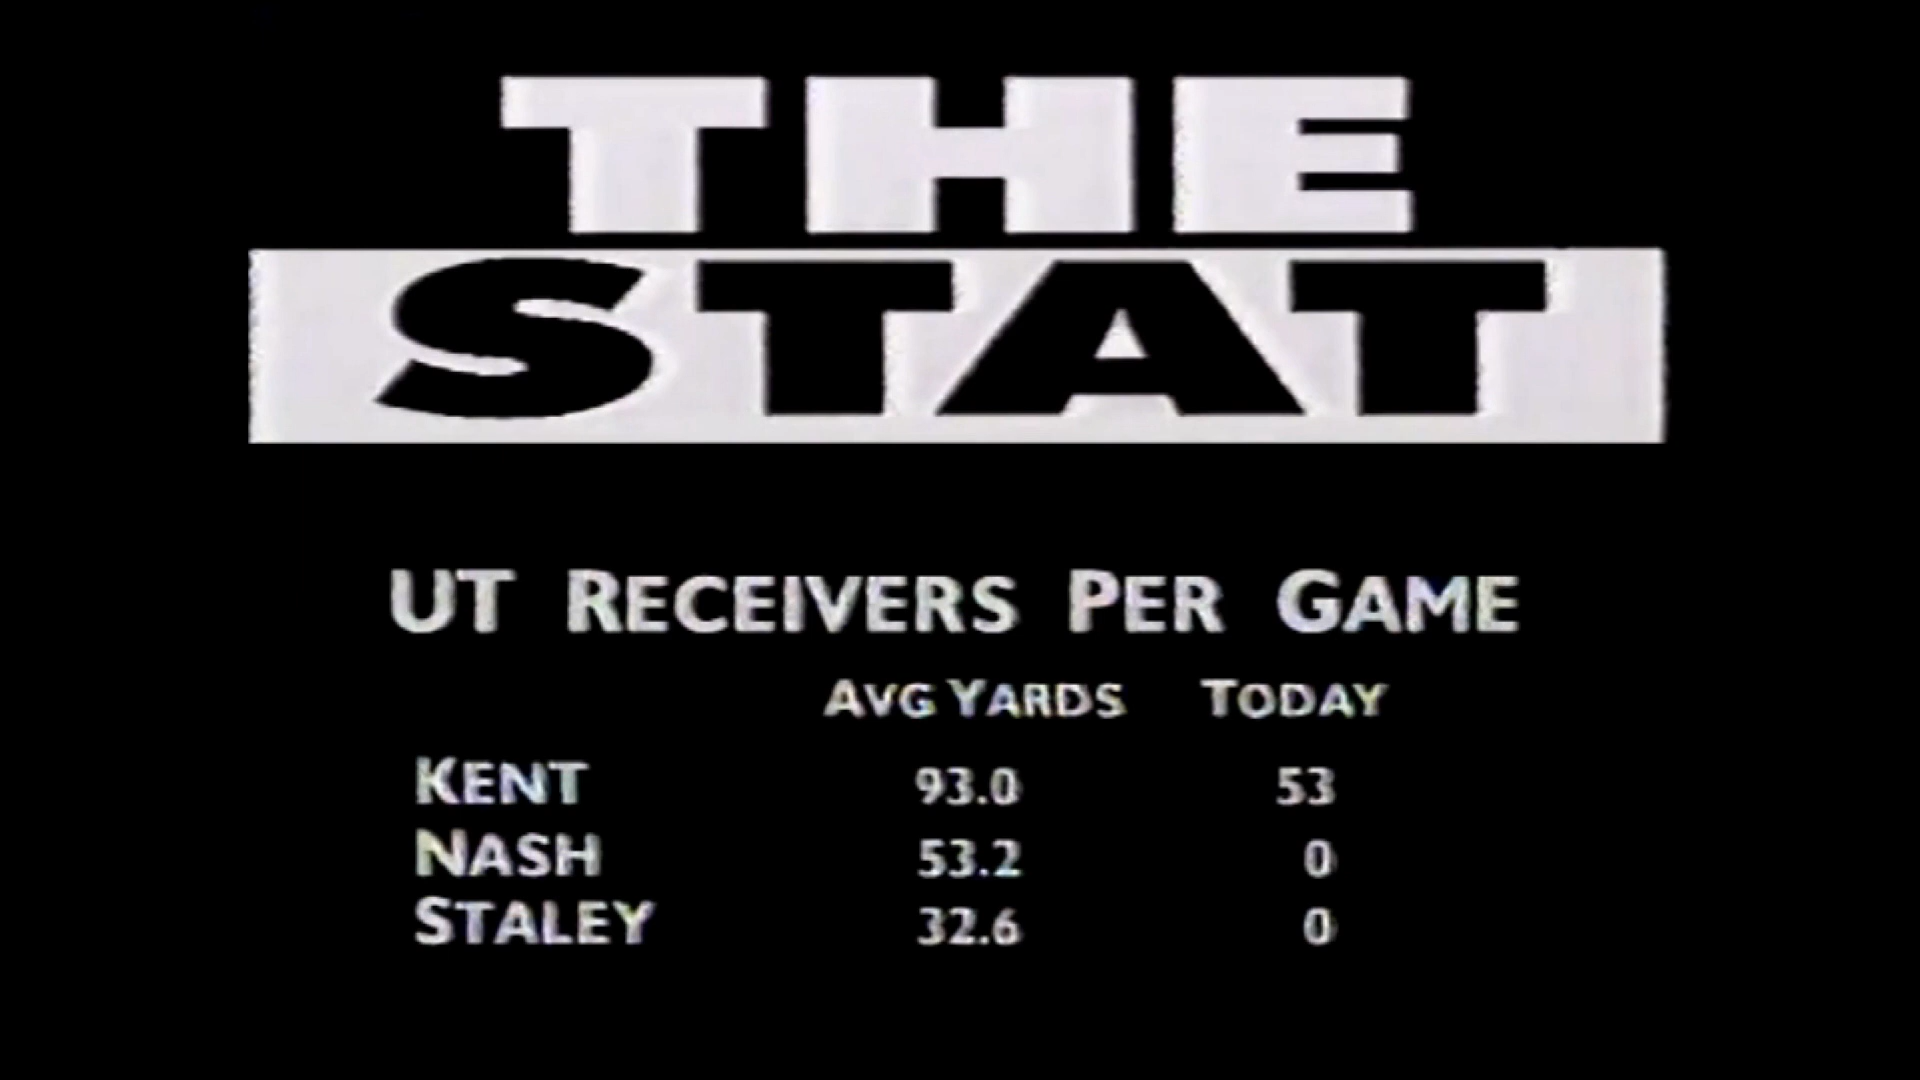 THE
STAT
UT RECEIVERS PER GAME
AVG YARDS TODAY
KENT 93.0 53
NASH 53.2 0
STALEY 32.6 0